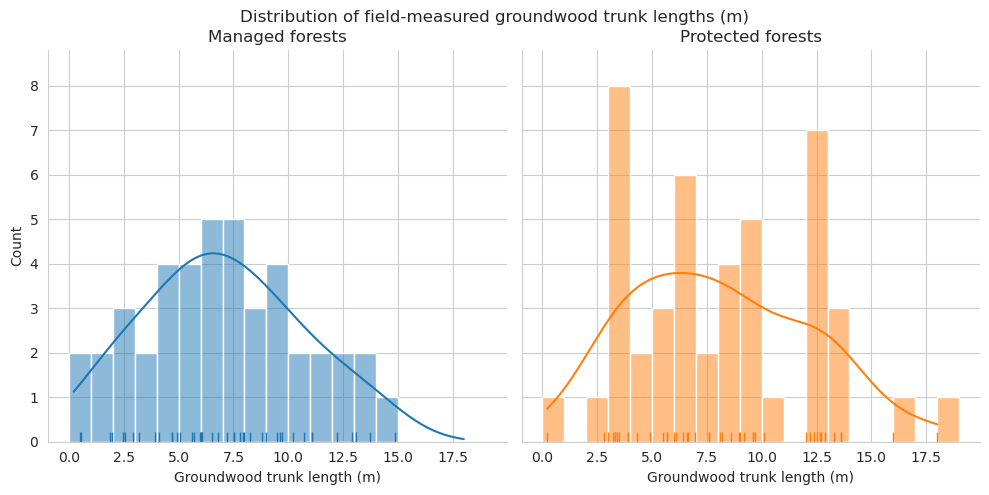 Distribution of field-measured groundwood trunk lengths (m)
Managed forests
Protected forests
Count
8
7
6
5
4
3
2
1
0
0.0 2.5 5.0 7.5 10.0 12.5 15.0 17.5
0.0 2.5 5.0 7.5 10.0 12.5 15.0 17.5
Groundwood trunk length (m)
Groundwood trunk length (m)